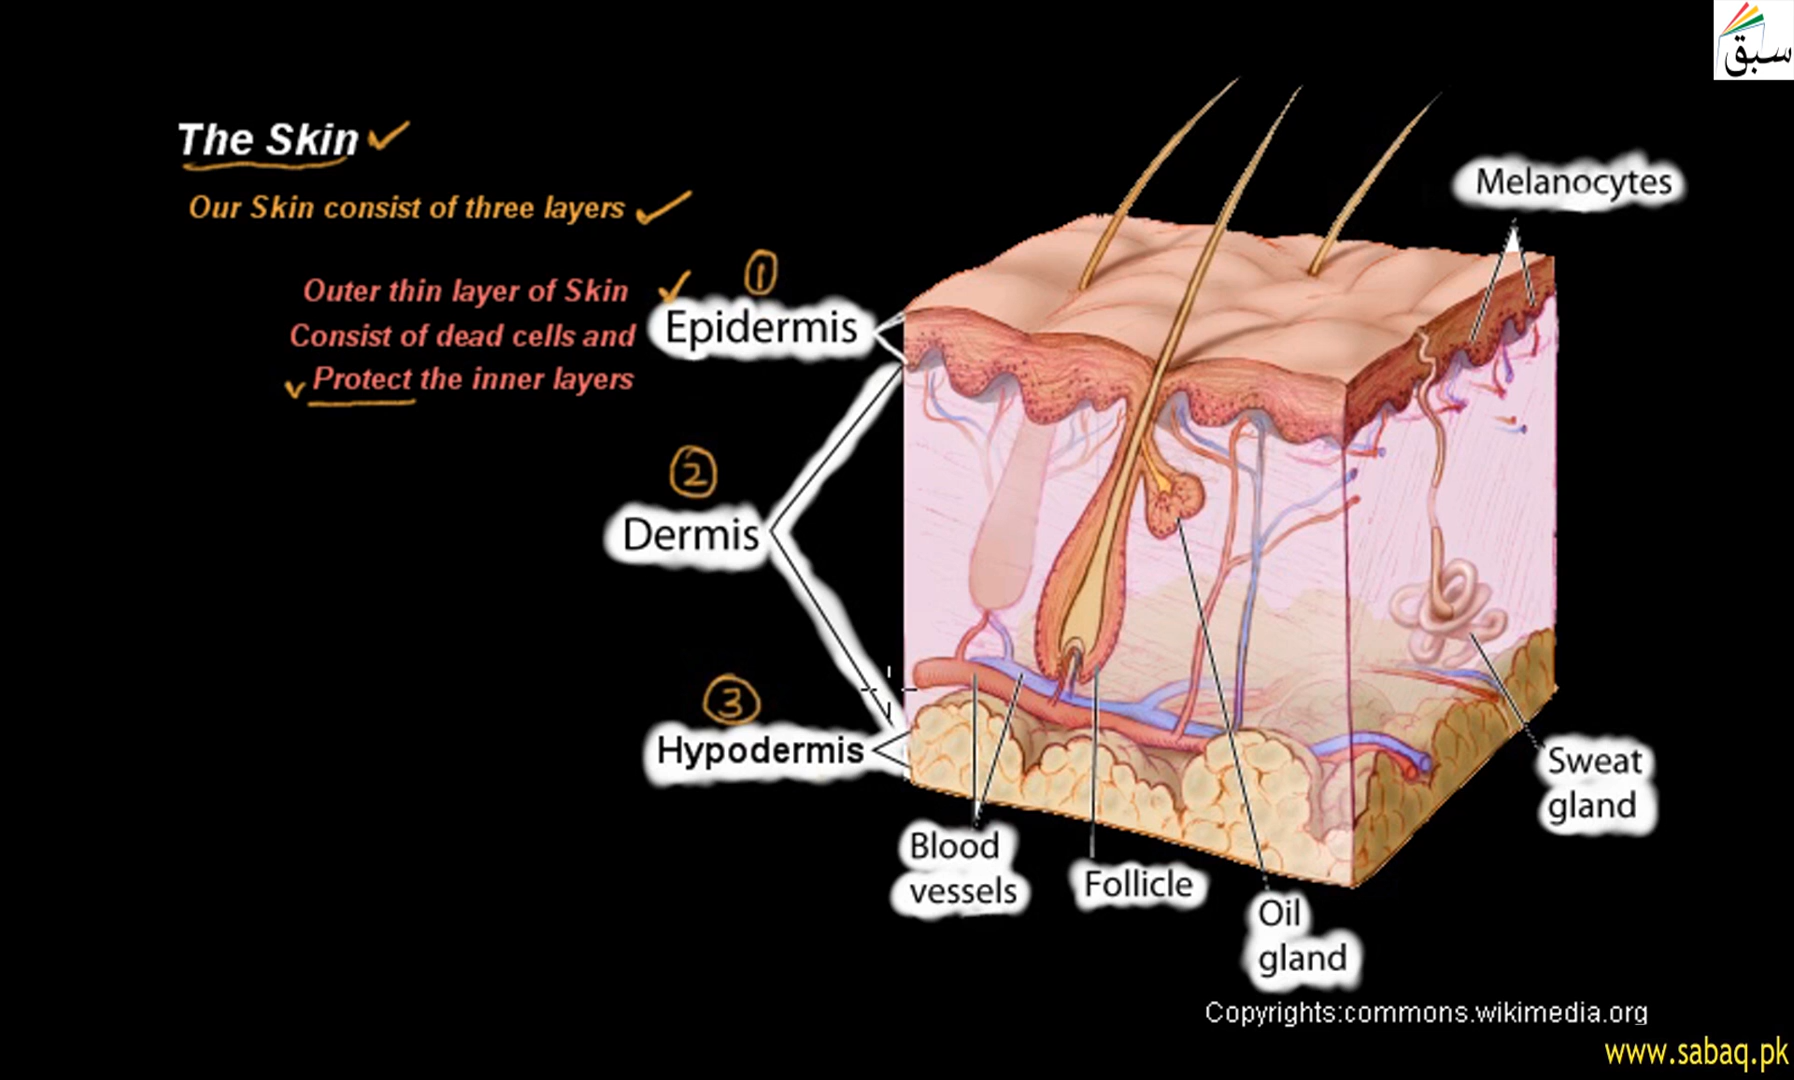 سبق
The Skin
Our Skin consist of three layers
Outer thin layer of Skin
Consist of dead cells and
Protect the inner layers
1
Epidermis
2
Dermis
3
Hypodermis
Melanocytes
Sweat
gland
Blood
vessels
Follicle
Oil
gland
Copyrights:commons.wikimedia.org
www.sabaq.pk